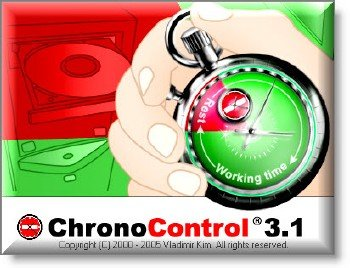 Rest
Working time
ChronoControl® 3.1
Copyright (C) 2000 - 2005 Vladimir Kim. All rights reserved.